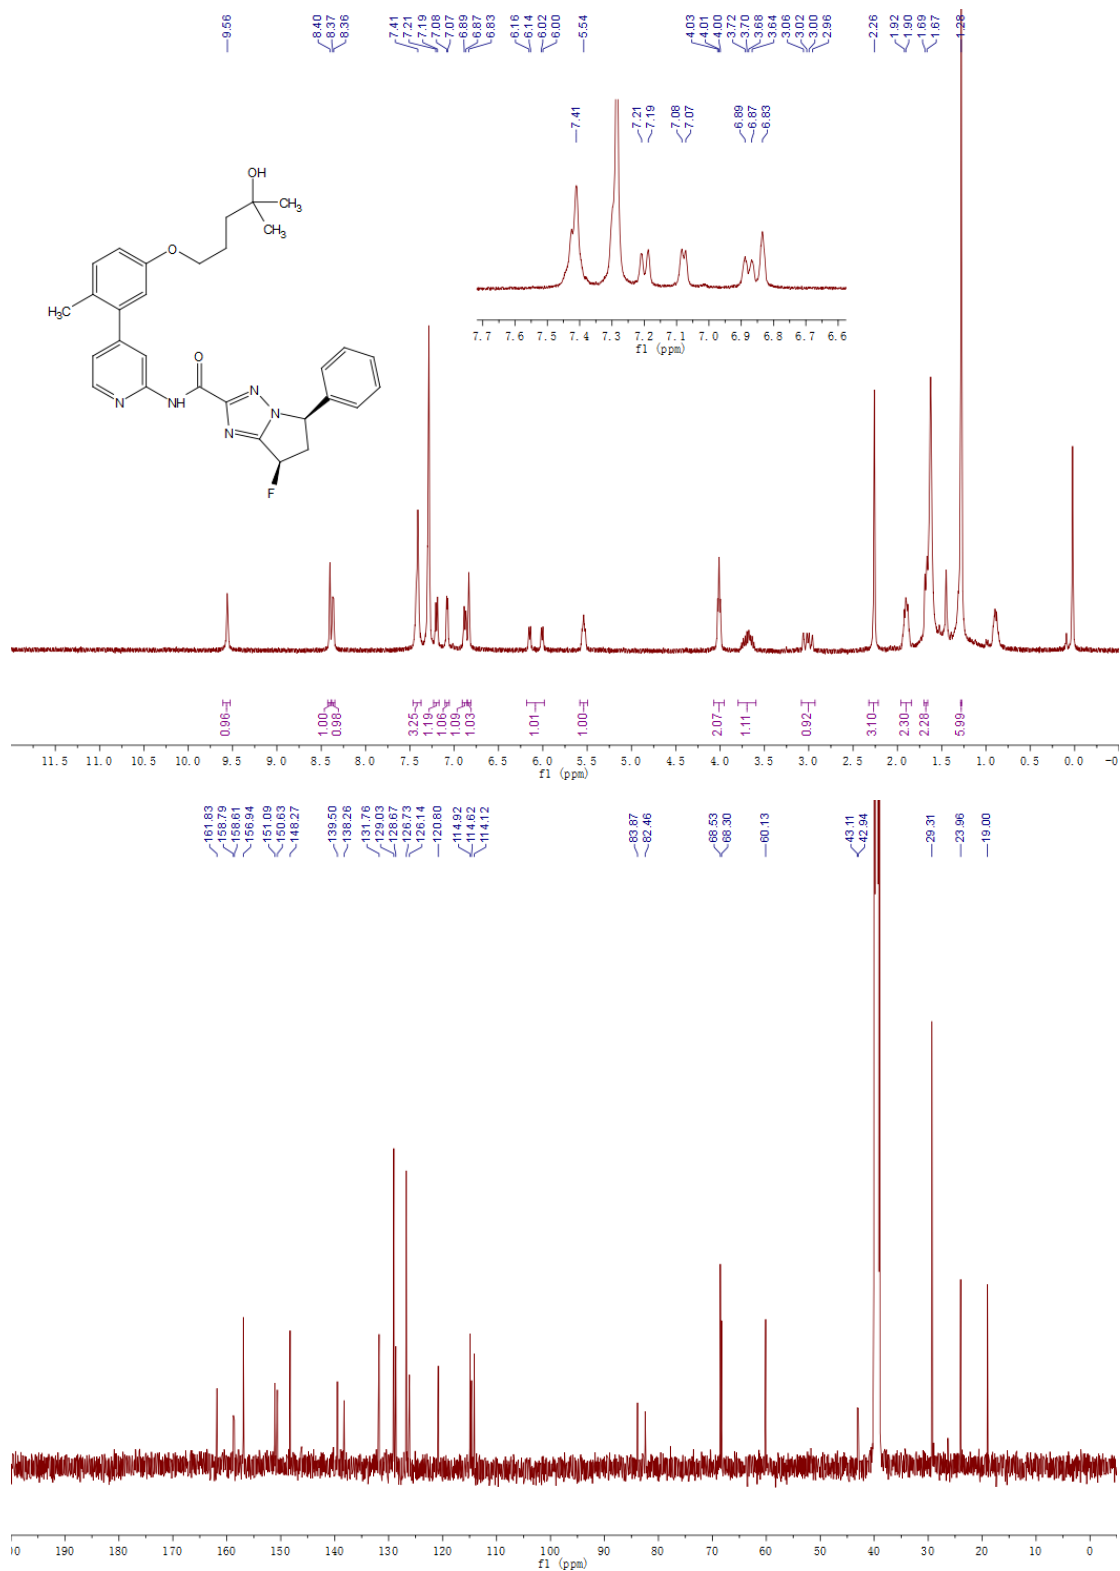 9.56 8.40 8.37 8.36 7.41 7.21 7.19 7.08 7.07 6.89 6.87 6.83 6.16 6.14 6.02 6.00 5.54 4.03 4.01 4.00 3.72 3.70 3.68 3.64 3.06 3.02 3.00 2.96 2.26 1.92 1.90 1.69 1.67 1.28
7.41 7.21 7.19 7.08 7.07 6.89 6.87 6.83
7.7 7.6 7.5 7.4 7.3 7.2 7.1 7.0 6.9 6.8 6.7 6.6
f1 (ppm)
OH
CH3
CH3
O
H3C
O
N
NH
N
N
N
F
0.96 1.00 0.98 3.25 1.19 1.06 1.09 1.03 1.01 1.00 2.07 1.11 0.92 3.10 2.30 2.28 5.99
11.5 11.0 10.5 10.0 9.5 9.0 8.5 8.0 7.5 7.0 6.5 6.0 5.5 5.0 4.5 4.0 3.5 3.0 2.5 2.0 1.5 1.0 0.5 0.0
f1 (ppm)
161.83 158.79 158.61 156.94 151.09 150.63 148.27 139.50 138.26 131.76 129.03 128.67 126.73 126.14 120.80 114.92 114.62 114.12 83.87 82.46 68.53 68.30 60.13 43.11 42.94 29.31 23.96 19.00
190 180 170 160 150 140 130 120 110 100 90 80 70 60 50 40 30 20 10 0
f1 (ppm)